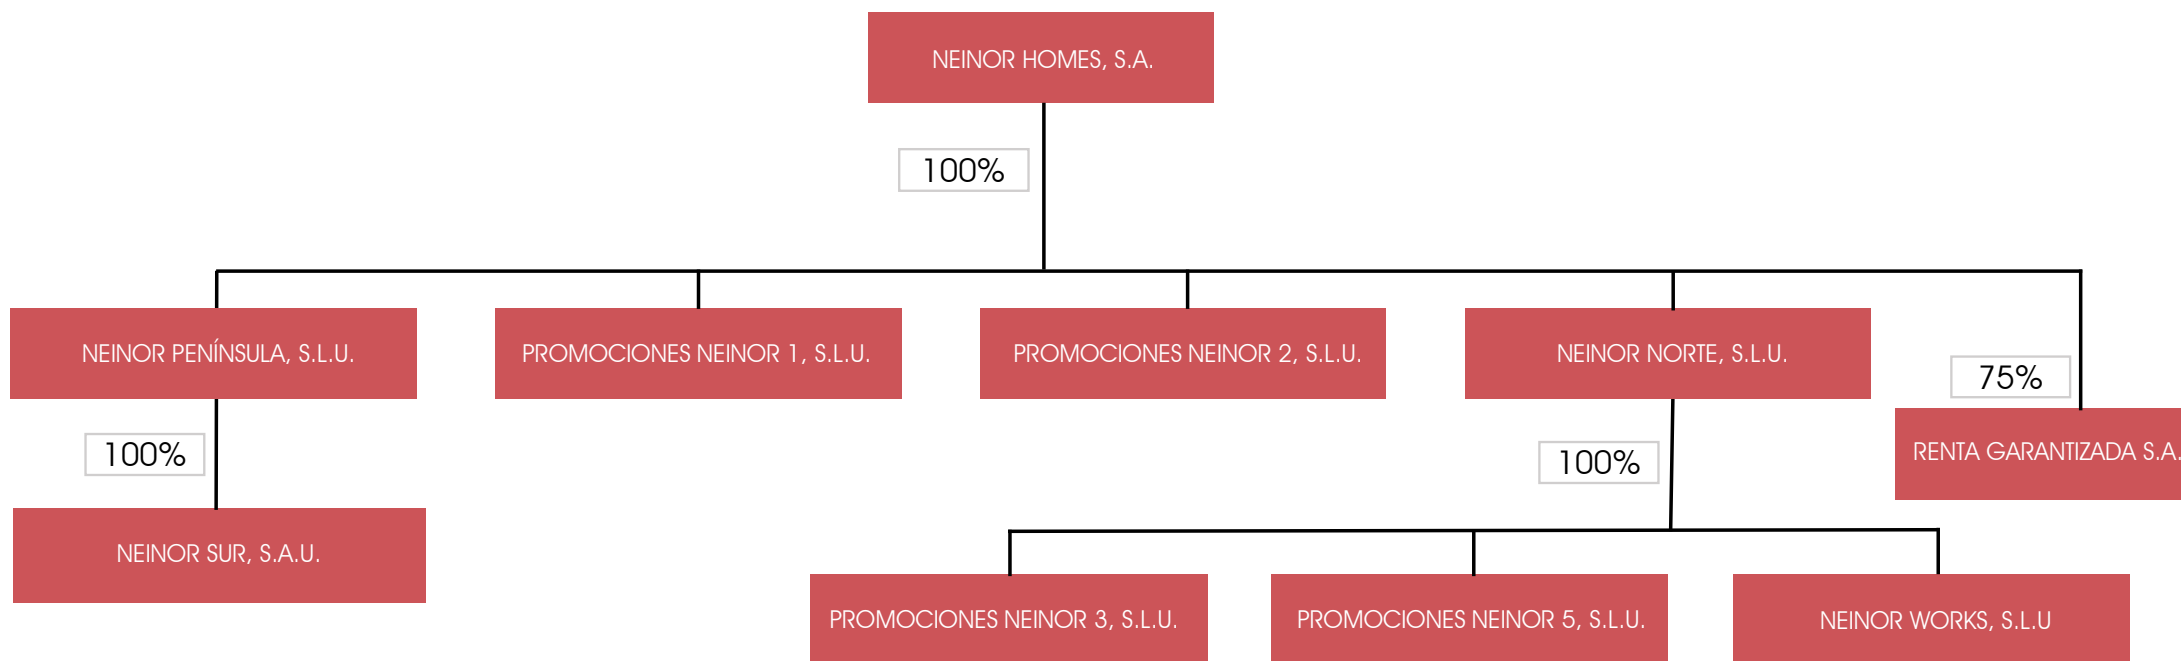 NEINOR HOMES, S.A.
100%
NEINOR PENÍNSULA, S.L.U.
PROMOCIONES NEINOR 1, S.L.U.
PROMOCIONES NEINOR 2, S.L.U.
NEINOR NORTE, S.L.U.
75%
RENTA GARANTIZADA S.A.
100%
100%
NEINOR SUR, S.A.U.
PROMOCIONES NEINOR 3, S.L.U.
PROMOCIONES NEINOR 5, S.L.U.
NEINOR WORKS, S.L.U